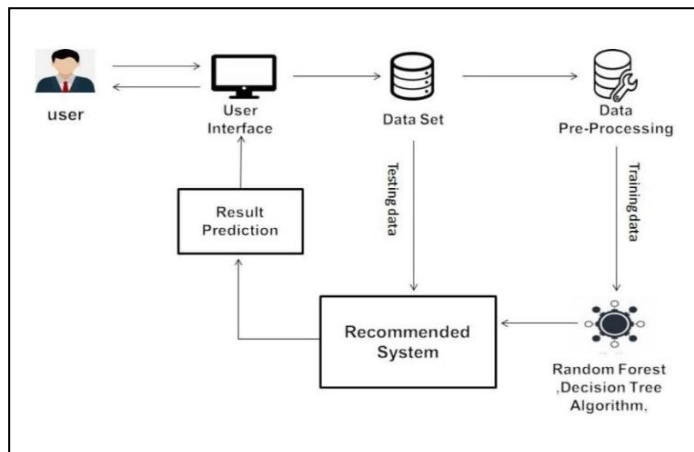 user
User
Interface
Data Set
Data
Pre-Processing
Testing data
Training data
Result
Prediction
Recommended
System
Random Forest
,Decision Tree
Algorithm,